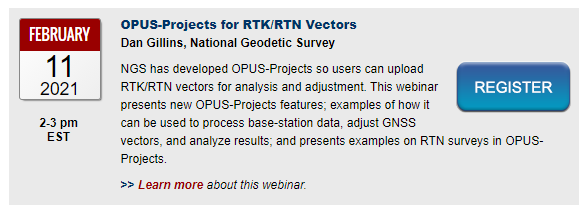 FEBRUARY
11
2021
2-3 pm
EST
OPUS-Projects for RTK/RTN Vectors
Dan Gillins, National Geodetic Survey
NGS has developed OPUS-Projects so users can upload
RTK/RTN vectors for analysis and adjustment. This webinar
presents new OPUS-Projects features; examples of how it
can be used to process base-station data, adjust GNSS
vectors, and analyze results; and presents examples on RTN surveys in OPUS-
Projects.
>> Learn more about this webinar.
REGISTER